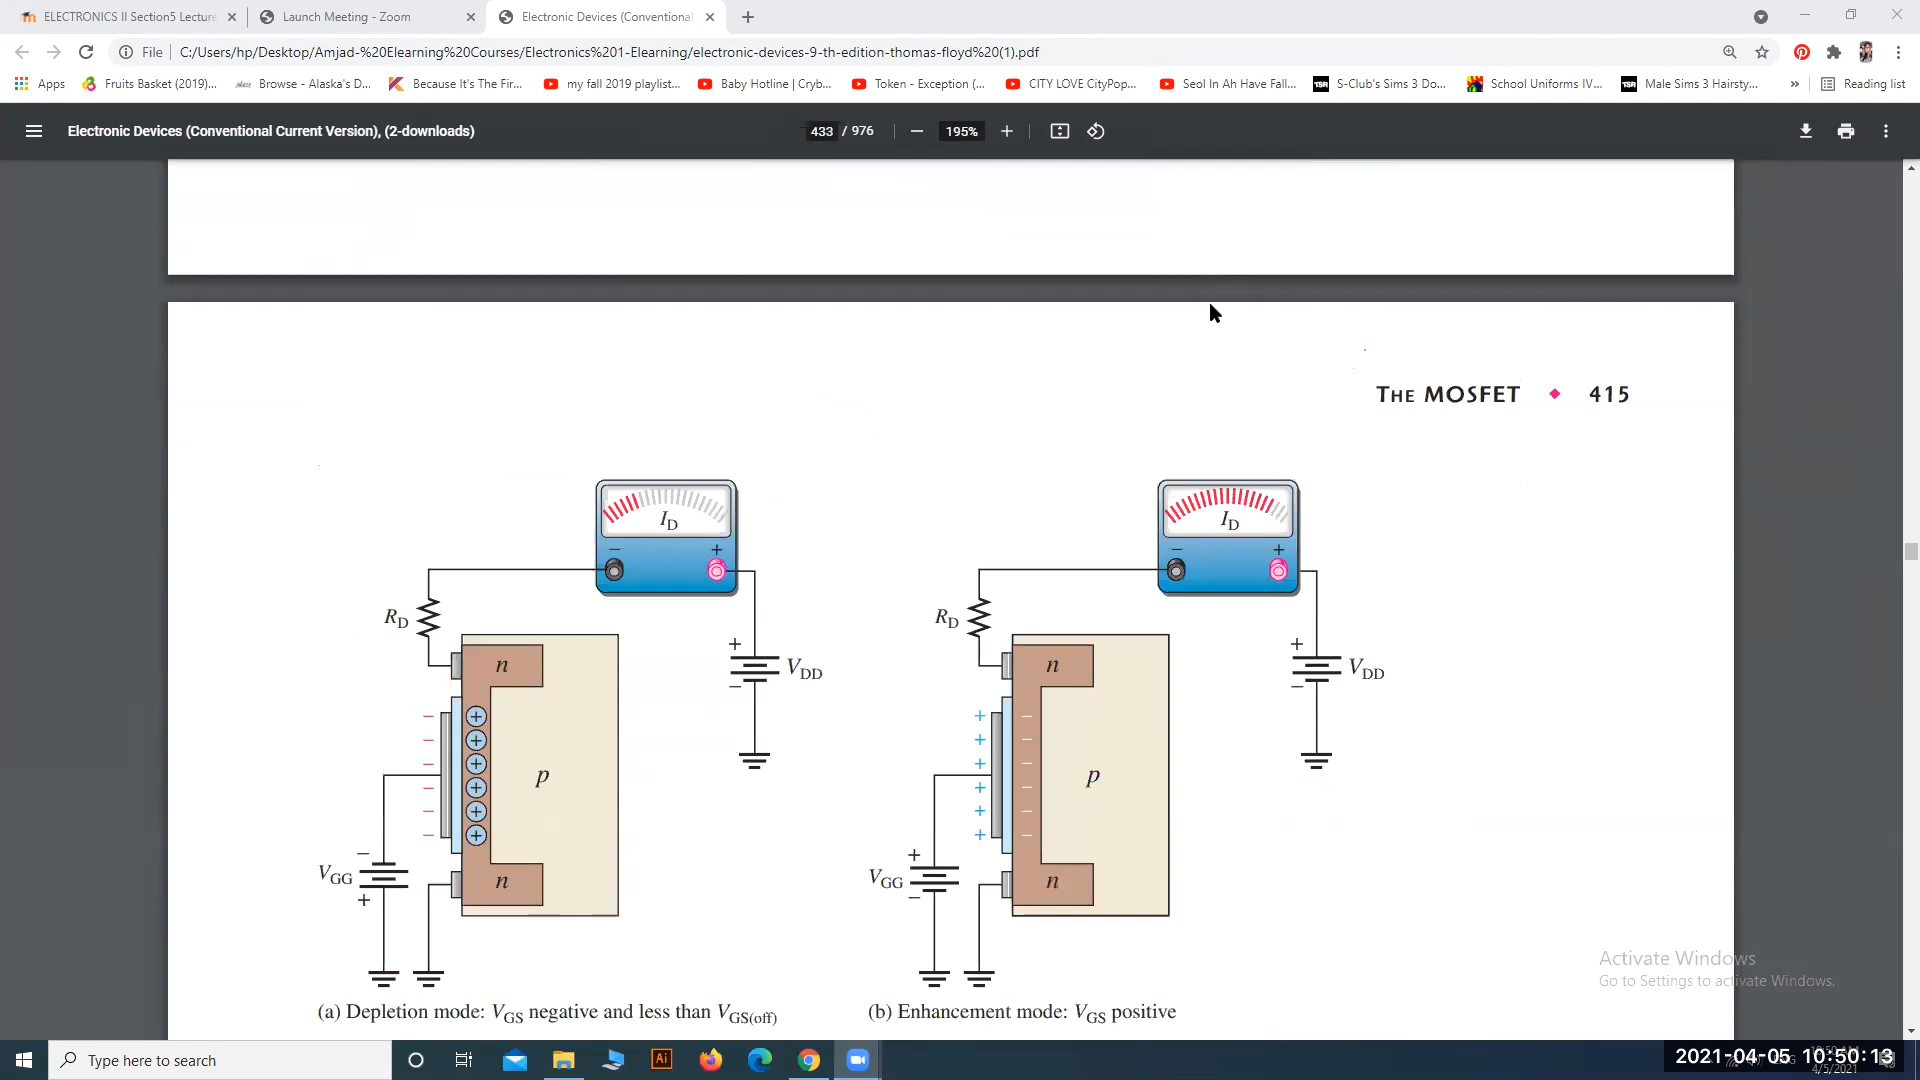 ELECTRONICS II Section5 Lecture
Launch Meeting - Zoom
Electronic Devices (Conventional
File
C:/Users/hp/Desktop/Amjad-%20Elearning%20Courses/Electronics%201-Elearning/electronic-devices-9-th-edition-thomas-floyd%20(1).pdf
Apps
Fruits Basket (2019)...
Browse - Alaska's D...
Because It's The Fir...
my fall 2019 playlist...
Baby Hotline | Cryb...
Token - Exception (...
CITY LOVE CityPop...
Seol In Ah Have Fall...
S-Club's Sims 3 Do...
School Uniforms IV...
Male Sims 3 Hairsty...
»
Reading list
Electronic Devices (Conventional Current Version), (2-downloads)
433 / 976
195%
THE MOSFET ◆ 415
ID
− +
ID
− +
RD
RD
n
n
+
−
VDD
+
−
VDD
p
p
−
VGG
+
+
VGG
−
n
n
(a) Depletion mode: VGS negative and less than VGS(off)
(b) Enhancement mode: VGS positive
Activate Windows
Go to Settings to activate Windows.
Type here to search
Ai
2021-04-05 10:50:13
4/5/2021